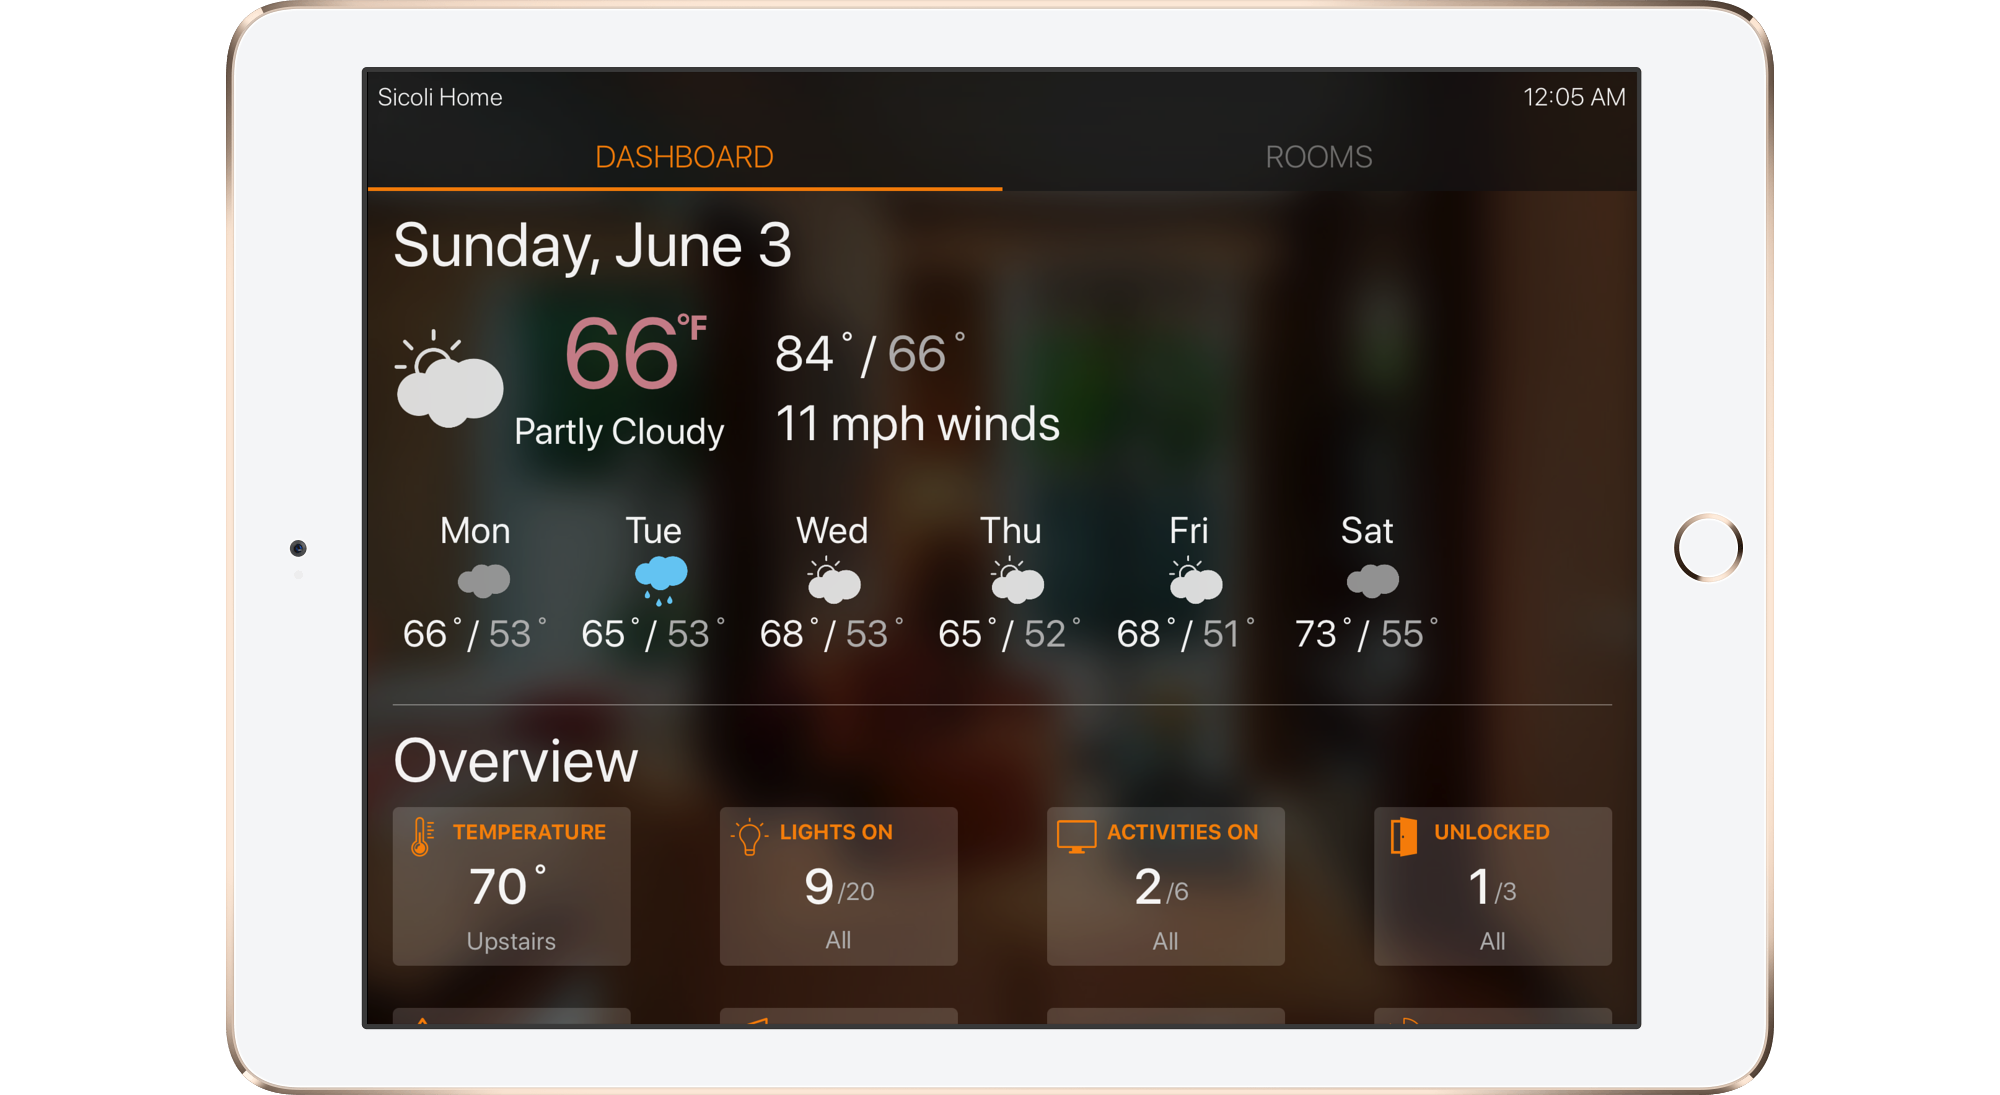 Sicoli Home 12:05 AM
DASHBOARD ROOMS
Sunday, June 3
66°F
Partly Cloudy
84°/66°
11 mph winds
Mon Tue Wed Thu Fri Sat
66°/53° 65°/53° 68°/53° 65°/52° 68°/51° 73°/55°
Overview
TEMPERATURE LIGHTS ON ACTIVITIES ON UNLOCKED
70° 9/20 2/6 1/3
Upstairs All All All